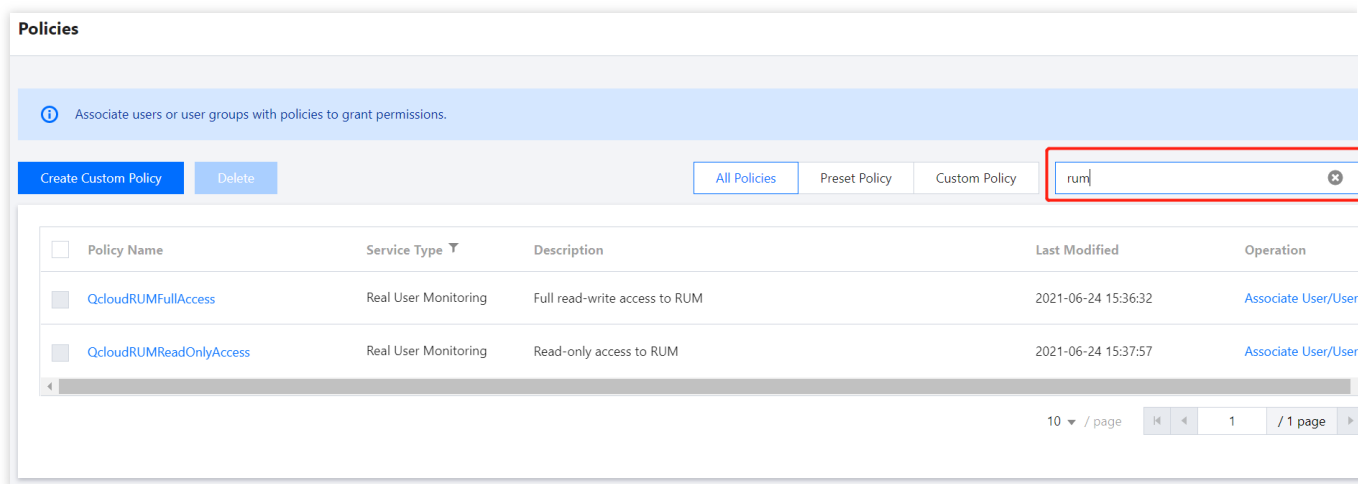 Policies
Associate users or user groups with policies to grant permissions.
Create Custom Policy Delete All Policies Preset Policy Custom Policy rum
Policy Name Service Type Description Last Modified Operation
QcloudRUMFullAccess Real User Monitoring Full read-write access to RUM 2021-06-24 15:36:32 Associate User/User
QcloudRUMReadOnlyAccess Real User Monitoring Read-only access to RUM 2021-06-24 15:37:57 Associate User/User
10 / page 1 / 1 page